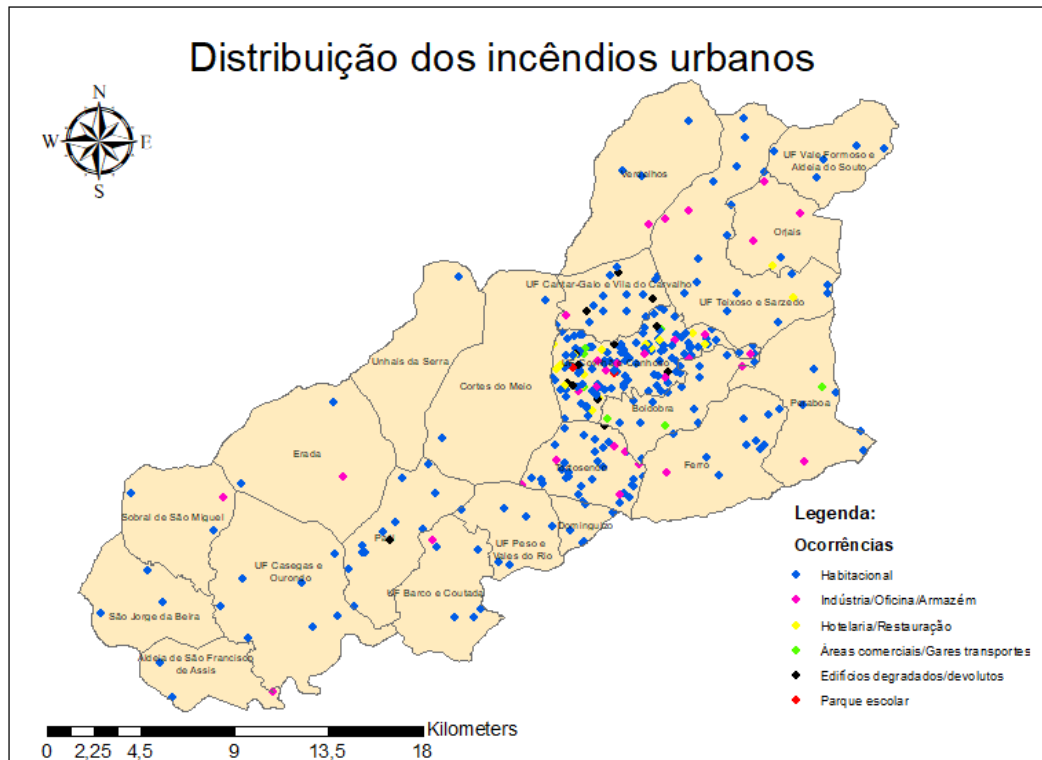 Distribuição dos incêndios urbanos
N
W
E
S
UF Vale Formoso e
Aldeia do Souto
Verdelhos
Orjais
UF Cantar-Galo e Vila do Carvalho
UF Teixoso e Sarzedo
Unhais da Serra
Cortes do Meio
Peraboa
Boidobra
Erada
Ferro
Tortosendo
Sobral de São Miguel
Dominguizo
Paul
UF Peso e
Vales do Rio
UF Casegas e
Ourondo
UF Barco e Coutada
São Jorge da Beira
Aldeia de São Francisco
de Assis
Legenda:
Ocorrências
Habitacional
Indústria/Oficina/Armazém
Hotelaria/Restauração
Áreas comerciais/Gares transportes
Edifícios degradados/devolutos
Parque escolar
Kilometers
0 2,25 4,5 9 13,5 18